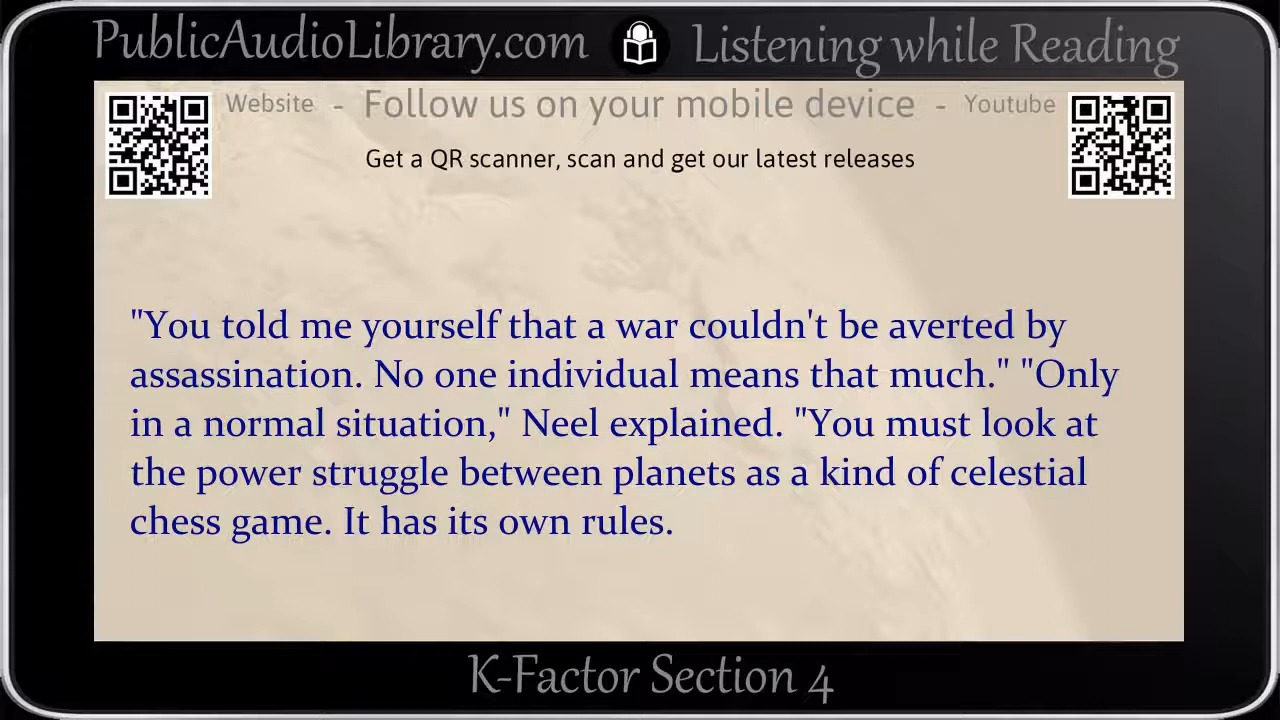 PublicAudioLibrary.com Listening while Reading
Website - Follow us on your mobile device - Youtube
Get a QR scanner, scan and get our latest releases
"You told me yourself that a war couldn't be averted by
assassination. No one individual means that much." "Only
in a normal situation," Neel explained. "You must look at
the power struggle between planets as a kind of celestial
chess game. It has its own rules.
K-Factor Section 4